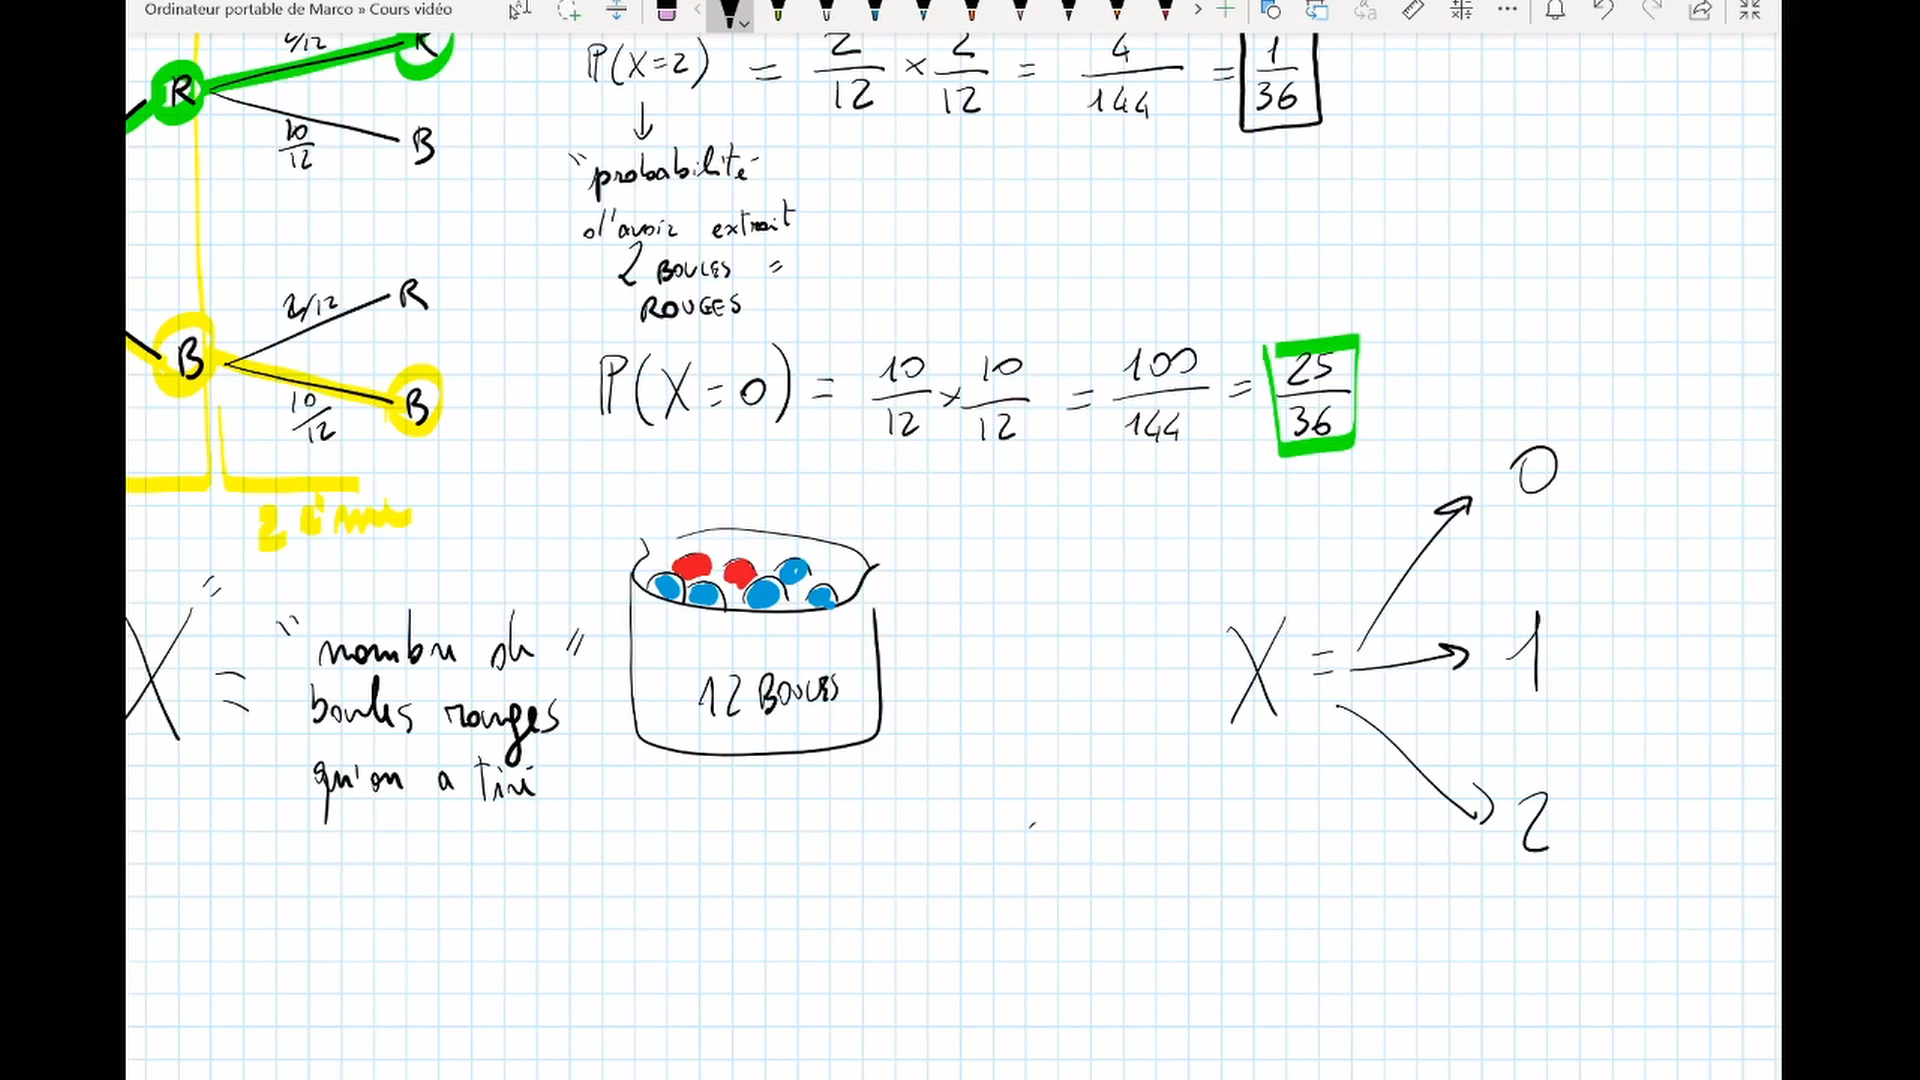 Ordinateur portable de Marco » Cours vidéo
2/12
R
R
10/12
B
P(X=2) = 2/12 × 2/12 = 4/144 = 1/36
↓
"probabilité
d'avoir extrait
2 BOULES "
ROUGES
2/12
R
B
10/12
B
P(X=0) = 10/12 × 10/12 = 100/144 = 25/36
X = "nombre de "
boules rouges
qu'on a tiré
12 BOULES
X =
0
1
2